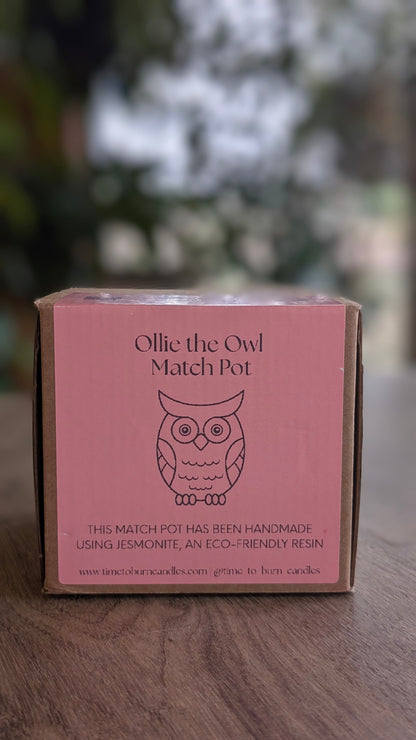 Ollie the Owl
Match Pot
THIS MATCH POT HAS BEEN HANDMADE
USING JESMONITE, AN ECO-FRIENDLY RESIN
www.timetoburncandles.com @time_to_burn_candles